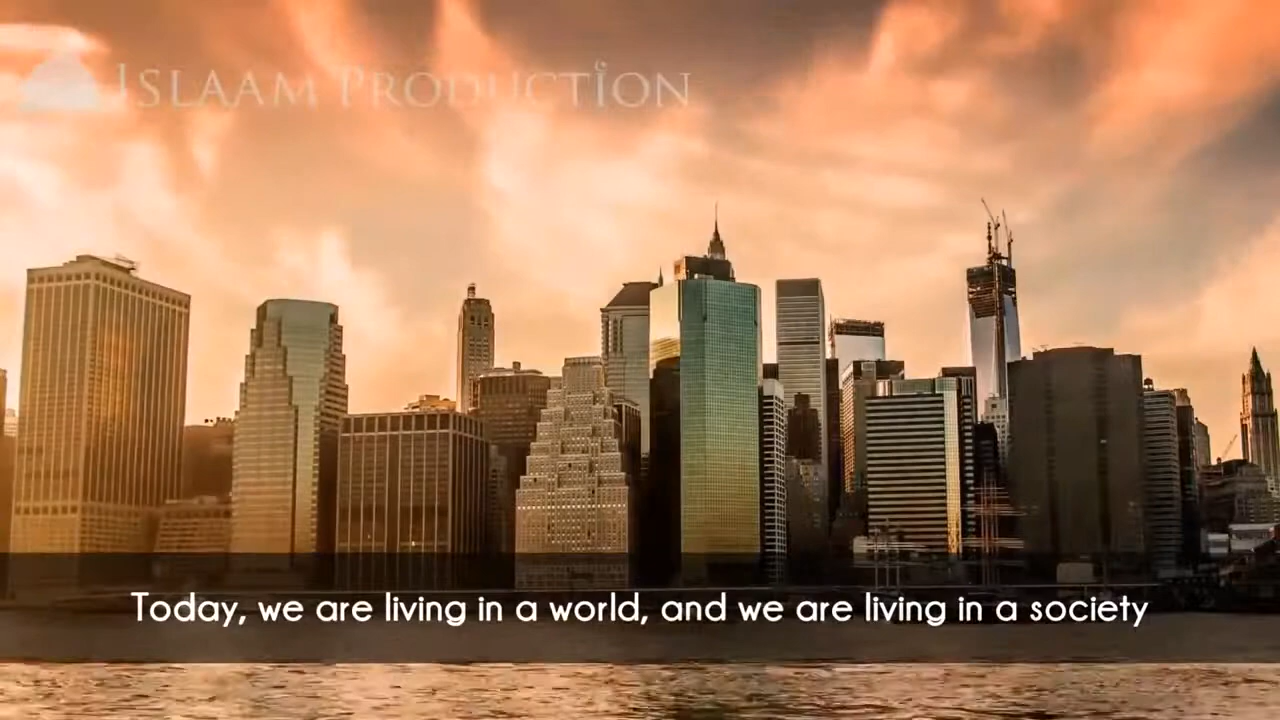 ISLAAM PRODUCTION
Today, we are living in a world, and we are living in a society